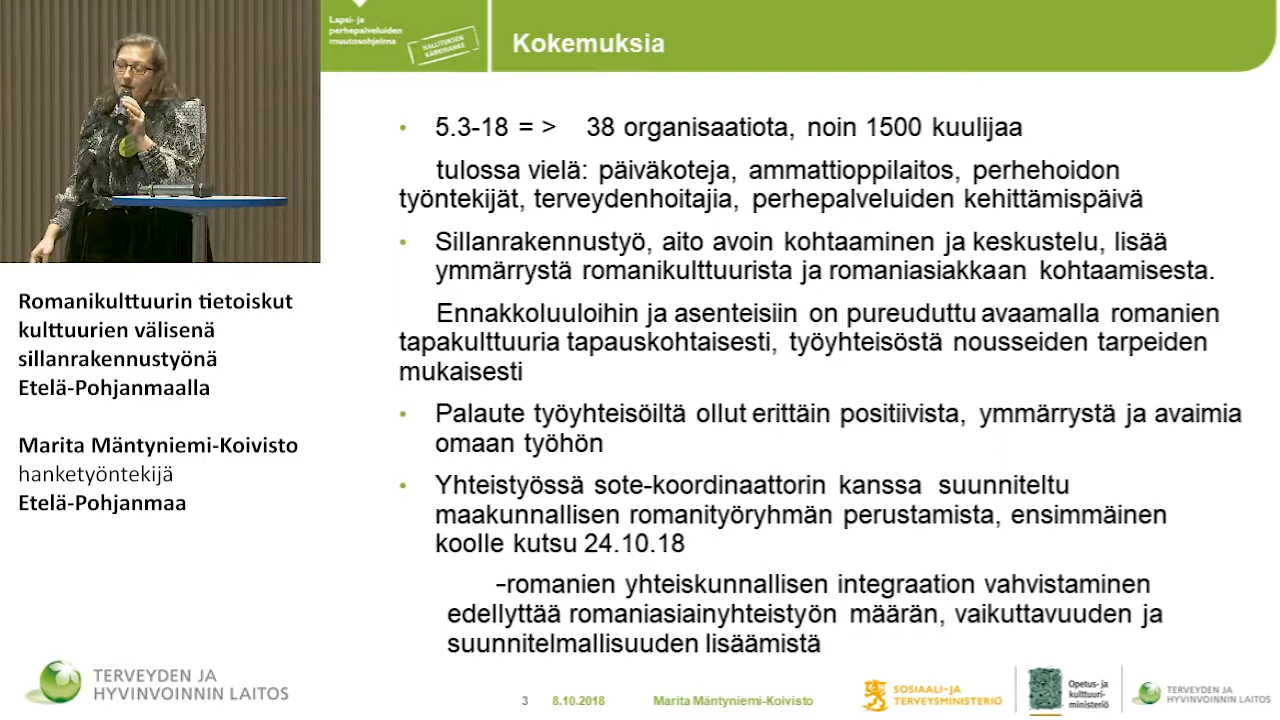 Lapsi- ja
perhepalveluiden
muutosohjelma
HALLITUKSEN
KÄRKIHANKE
Kokemuksia
• 5.3-18 = > 38 organisaatiota, noin 1500 kuulijaa
tulossa vielä: päiväkoteja, ammattioppilaitos, perhehoidon
työntekijät, terveydenhoitajia, perhepalveluiden kehittämispäivä
• Sillanrakennustyö, aito avoin kohtaaminen ja keskustelu, lisää
ymmärrystä romanikulttuurista ja romaniasiakkaan kohtaamisesta.
Ennakkoluuloihin ja asenteisiin on pureuduttu avaamalla romanien
tapakulttuuria tapauskohtaisesti, työyhteisöstä nousseiden tarpeiden
mukaisesti
• Palaute työyhteisöiltä ollut erittäin positiivista, ymmärrystä ja avaimia
omaan työhön
• Yhteistyössä sote-koordinaattorin kanssa suunniteltu
maakunnallisen romanityöryhmän perustamista, ensimmäinen
koolle kutsu 24.10.18
–romanien yhteiskunnallisen integraation vahvistaminen
edellyttää romaniasiainyhteistyön määrän, vaikuttavuuden ja
suunnitelmallisuuden lisäämistä
Romanikulttuurin tietoiskut
kulttuurien välisenä
sillanrakennustyönä
Etelä-Pohjanmaalla
Marita Mäntyniemi-Koivisto
hanketyöntekijä
Etelä-Pohjanmaa
TERVEYDEN JA
HYVINVOINNIN LAITOS
3 8.10.2018 Marita Mäntyniemi-Koivisto
SOSIAALI- JA
TERVEYSMINISTERIÖ
Opetus- ja
kulttuuri-
ministeriö
TERVEYDEN JA
HYVINVOINNIN LAITOS